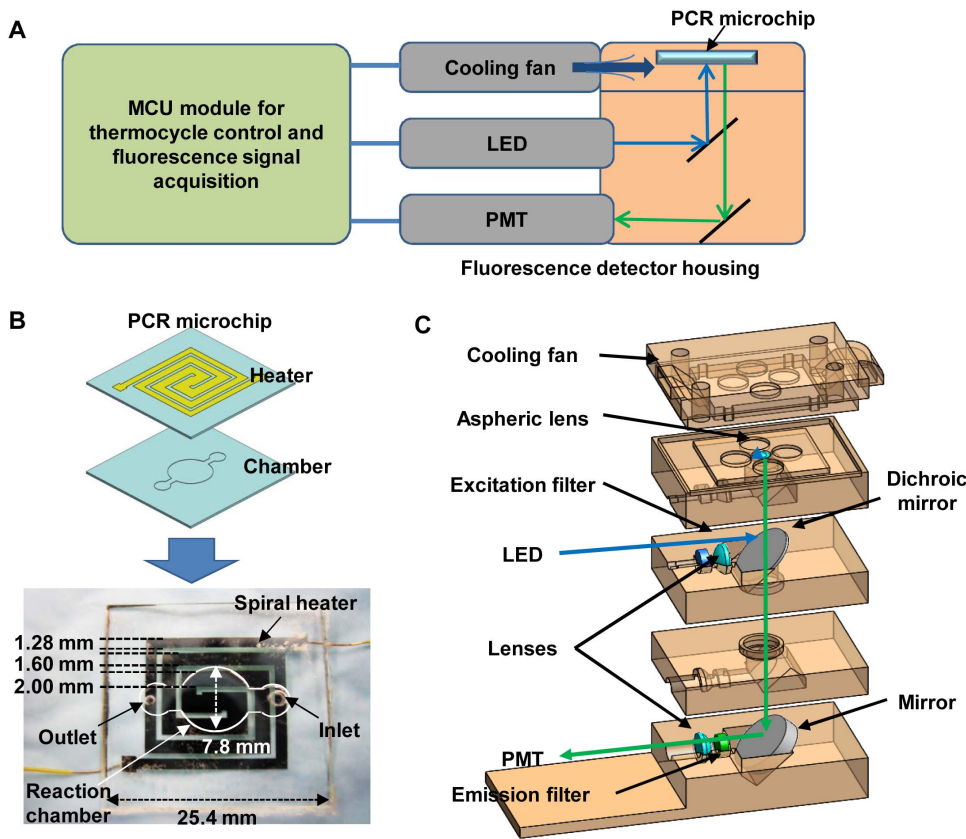 A
PCR microchip
MCU module for
thermocycle control and
fluorescence signal
acquisition
Cooling fan
LED
PMT
Fluorescence detector housing
B
PCR microchip
Heater
Chamber
Spiral heater
1.28 mm
1.60 mm
2.00 mm
Outlet
7.8 mm
Inlet
Reaction
chamber
25.4 mm
C
Cooling fan
Aspheric lens
Excitation filter
Dichroic
mirror
LED
Lenses
Mirror
PMT
Emission filter